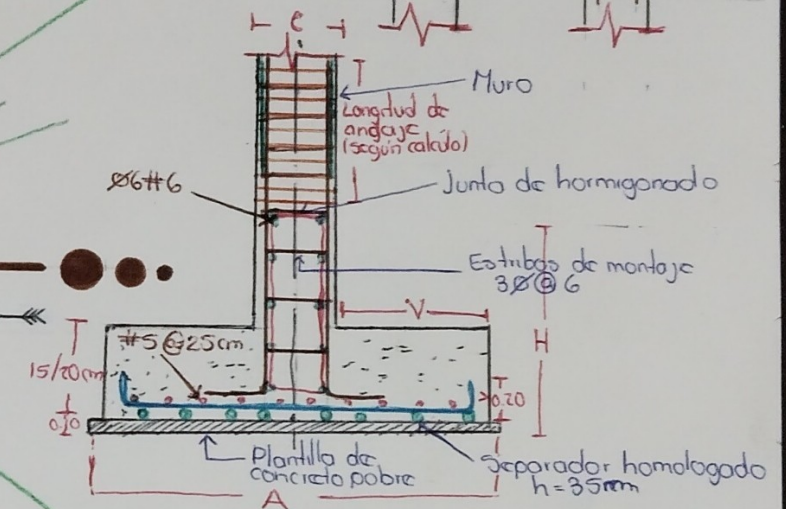 e
Muro
Longitud de
anclaje
(según calculo)
Ø6#6
Junta de hormigonado
Estribos de montaje
3Ø@6
V
H
#5@25cm
15/20cm
0.20
0.10
Plantilla de
concreto pobre
Separador homologado
h=35mm
A